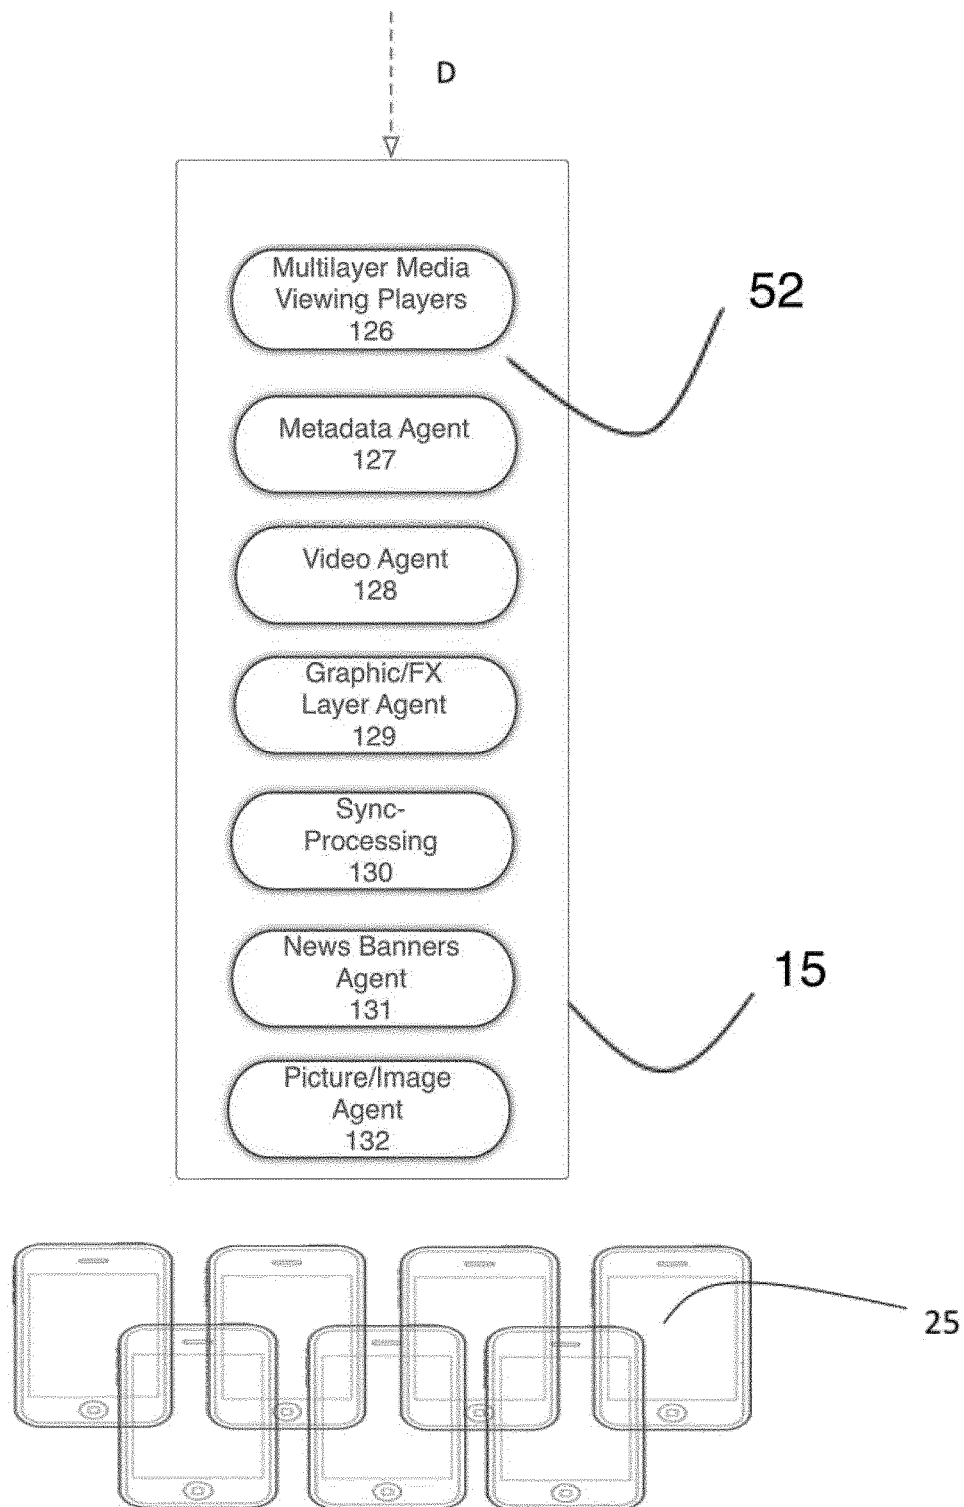 D
Multilayer Media
Viewing Players
126
52
Metadata Agent
127
Video Agent
128
Graphic/FX
Layer Agent
129
Sync-
Processing
130
News Banners
Agent
131
15
Picture/Image
Agent
132
25